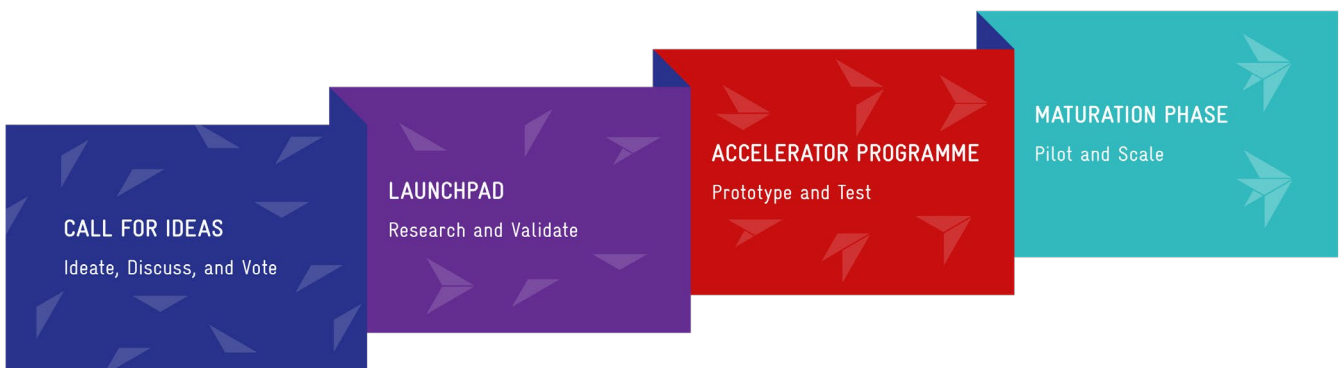 CALL FOR IDEAS
Ideate, Discuss, and Vote
LAUNCHPAD
Research and Validate
ACCELERATOR PROGRAMME
Prototype and Test
MATURATION PHASE
Pilot and Scale